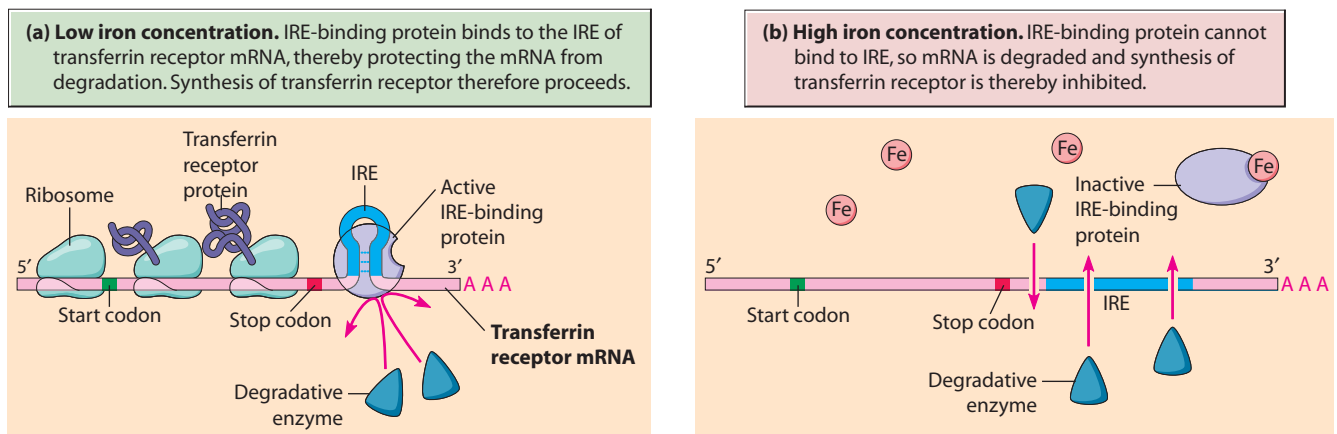 (a) Low iron concentration. IRE-binding protein binds to the IRE of
transferrin receptor mRNA, thereby protecting the mRNA from
degradation. Synthesis of transferrin receptor therefore proceeds.
Transferrin
receptor
protein
Ribosome
IRE
Active
IRE-binding
protein
5′
3′
A A A
Start codon
Stop codon
Transferrin
receptor mRNA
Degradative
enzyme
(b) High iron concentration. IRE-binding protein cannot
bind to IRE, so mRNA is degraded and synthesis of
transferrin receptor is thereby inhibited.
Fe
Fe
Fe
Fe
Inactive
IRE-binding
protein
5′
3′
A A A
Start codon
Stop codon
IRE
Degradative
enzyme